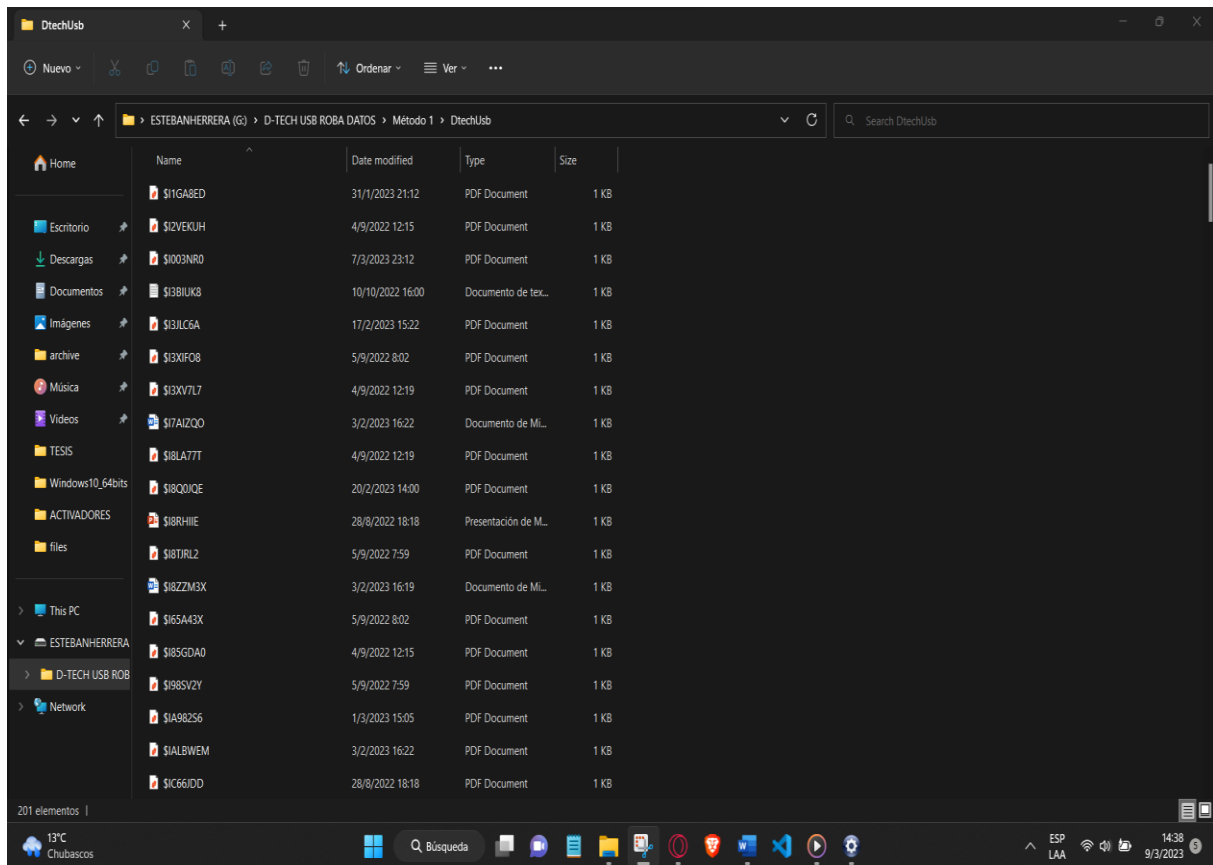 DtechUsb
Nuevo
Ordenar
Ver
ESTEBANHERRERA (G:) > D-TECH USB ROBA DATOS > Método 1 > DtechUsb
Search DtechUsb
Name Date modified Type Size
$I1GA8ED 31/1/2023 21:12 PDF Document 1 KB
$I2VEKUH 4/9/2022 12:15 PDF Document 1 KB
$I003NR0 7/3/2023 23:12 PDF Document 1 KB
$I3BIUK8 10/10/2022 16:00 Documento de tex... 1 KB
$I3JLC6A 17/2/2023 15:22 PDF Document 1 KB
$I3XIFO8 5/9/2022 8:02 PDF Document 1 KB
$I3XV7L7 4/9/2022 12:19 PDF Document 1 KB
$I7AIZQO 3/2/2023 16:22 Documento de Mi... 1 KB
$I8LA77T 4/9/2022 12:19 PDF Document 1 KB
$I8Q0JQE 20/2/2023 14:00 PDF Document 1 KB
$I8RHIIE 28/8/2022 18:18 Presentación de M... 1 KB
$I8TJRL2 5/9/2022 7:59 PDF Document 1 KB
$I8ZZM3X 3/2/2023 16:19 Documento de Mi... 1 KB
$I65A43X 5/9/2022 8:02 PDF Document 1 KB
$I85GDA0 4/9/2022 12:15 PDF Document 1 KB
$I98SV2Y 5/9/2022 7:59 PDF Document 1 KB
$IA982S6 1/3/2023 15:05 PDF Document 1 KB
$IALBWEM 3/2/2023 16:22 PDF Document 1 KB
$IC66JDD 28/8/2022 18:18 PDF Document 1 KB
Home
Escritorio
Descargas
Documentos
Imágenes
archive
Música
Videos
TESIS
Windows10_64bits
ACTIVADORES
files
This PC
ESTEBANHERRERA
D-TECH USB ROB
Network
201 elementos
13°C
Chubascos
Búsqueda
ESP
LAA
14:38
9/3/2023
5